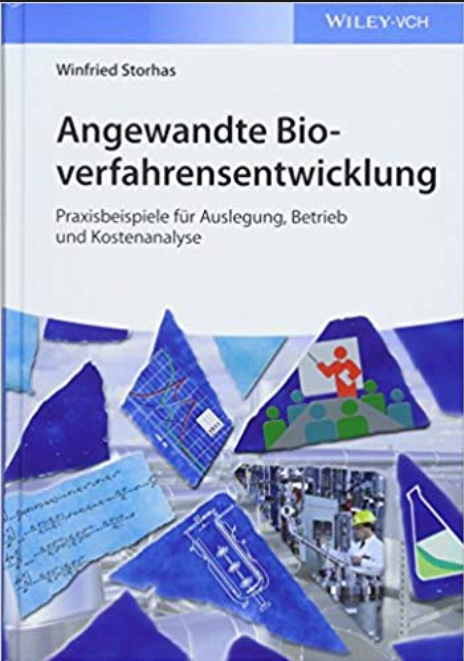 WILEY-VCH
Winfried Storhas
Angewandte Bio-
verfahrensentwicklung
Praxisbeispiele für Auslegung, Betrieb
und Kostenanalyse